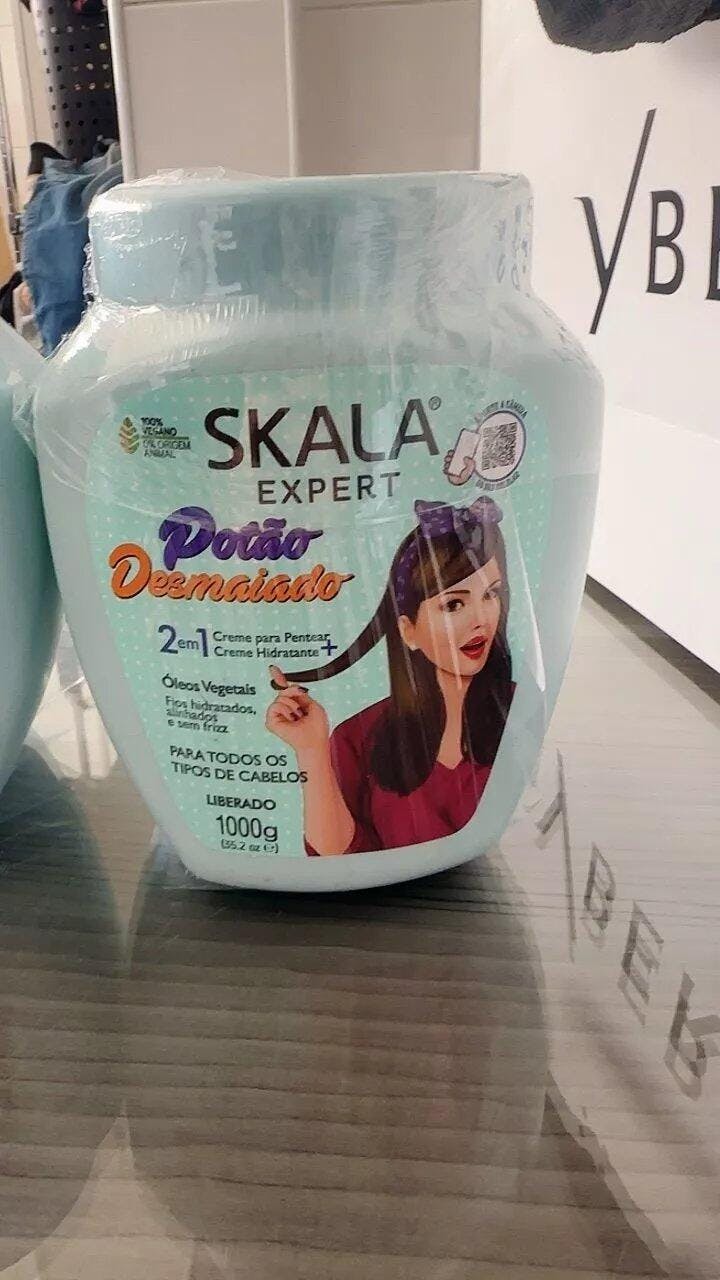 YBE
100%
VEGANO
0% ORIGEM
ANIMAL
SKALA®
EXPERT
Potão
Desmaiado
2em1 Creme para Pentear +
Creme Hidratante
Óleos Vegetais
Fios hidratados,
alinhados
e sem frizz
PARA TODOS OS
TIPOS DE CABELOS
LIBERADO
1000g
(35.2 oz ℮)